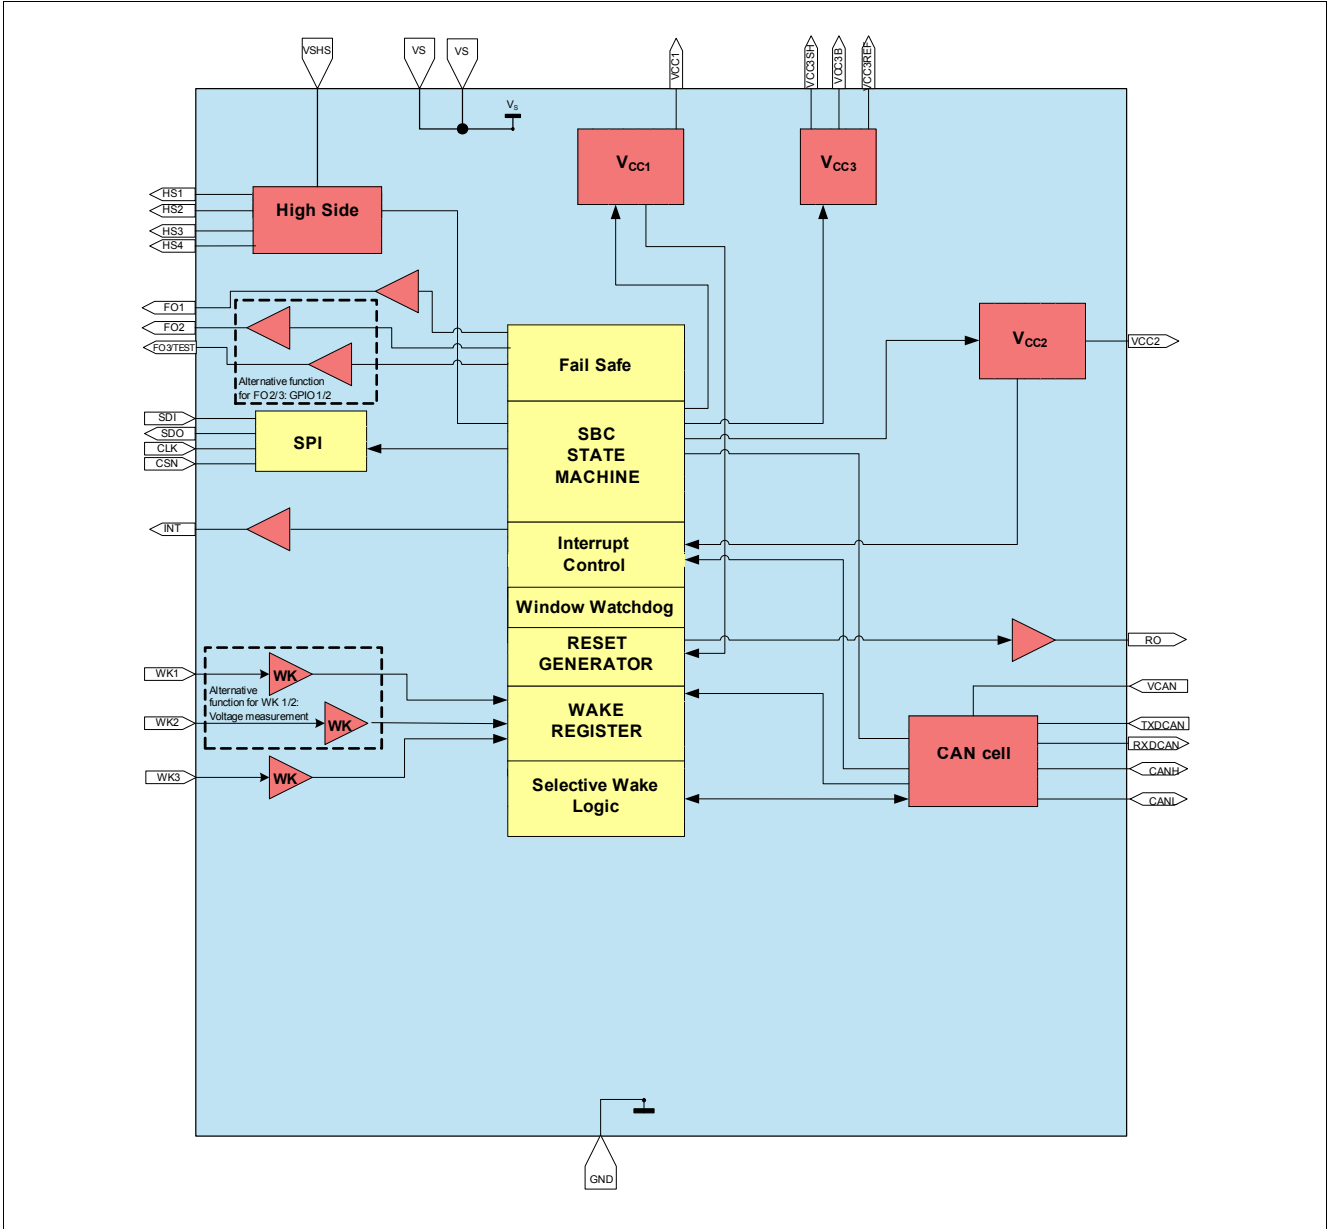 VSHS
VS
VS
VCC1
VCC3SH
VCC3B
VCC3REF
VS
VCC1
VCC3
HS1
HS2
HS3
HS4
High Side
FO1
FO2
FO3/TEST
Alternative function
for FO2/3: GPIO1/2
Fail Safe
VCC2
VCC2
SDI
SDO
CLK
CSN
SPI
SBC
STATE
MACHINE
INT
Interrupt
Control
Window Watchdog
RESET
GENERATOR
RO
WK1
WK
Alternative
function for WK 1/2:
Voltage measurement
WK2
WK
WK3
WK
WAKE
REGISTER
Selective Wake
Logic
VCAN
TXDCAN
RXDCAN
CANH
CANL
CAN cell
GND